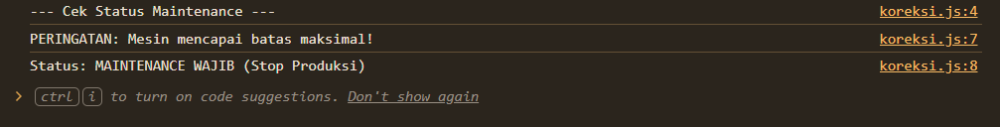 --- Cek Status Maintenance --- koreksi.js:4
PERINGATAN: Mesin mencapai batas maksimal! koreksi.js:7
Status: MAINTENANCE WAJIB (Stop Produksi) koreksi.js:8
> ctrl i to turn on code suggestions. Don't show again